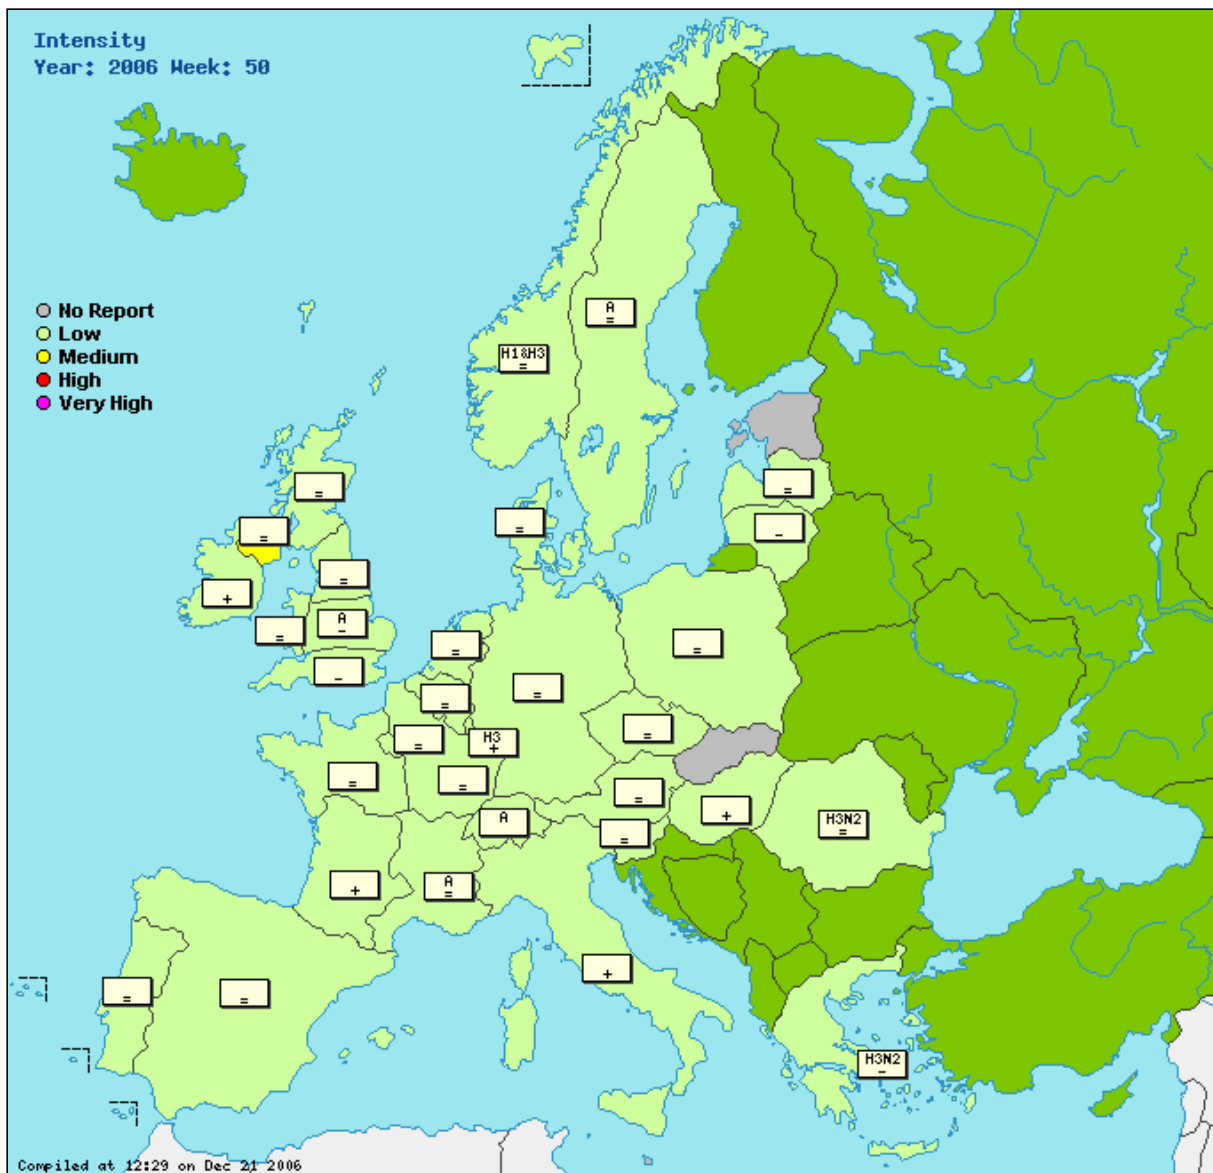 Intensity
Year: 2006 Week: 50
No Report
Low
Medium
High
Very High
A
=
H1&H3
=
=
=
=
-
=
+
=
=
A
-
=
=
-
=
=
=
=
H3
+
=
=
=
=
+
A
H3N2
=
=
+
A
=
+
=
=
H3N2
-
Compiled at 12:29 on Dec 21 2006